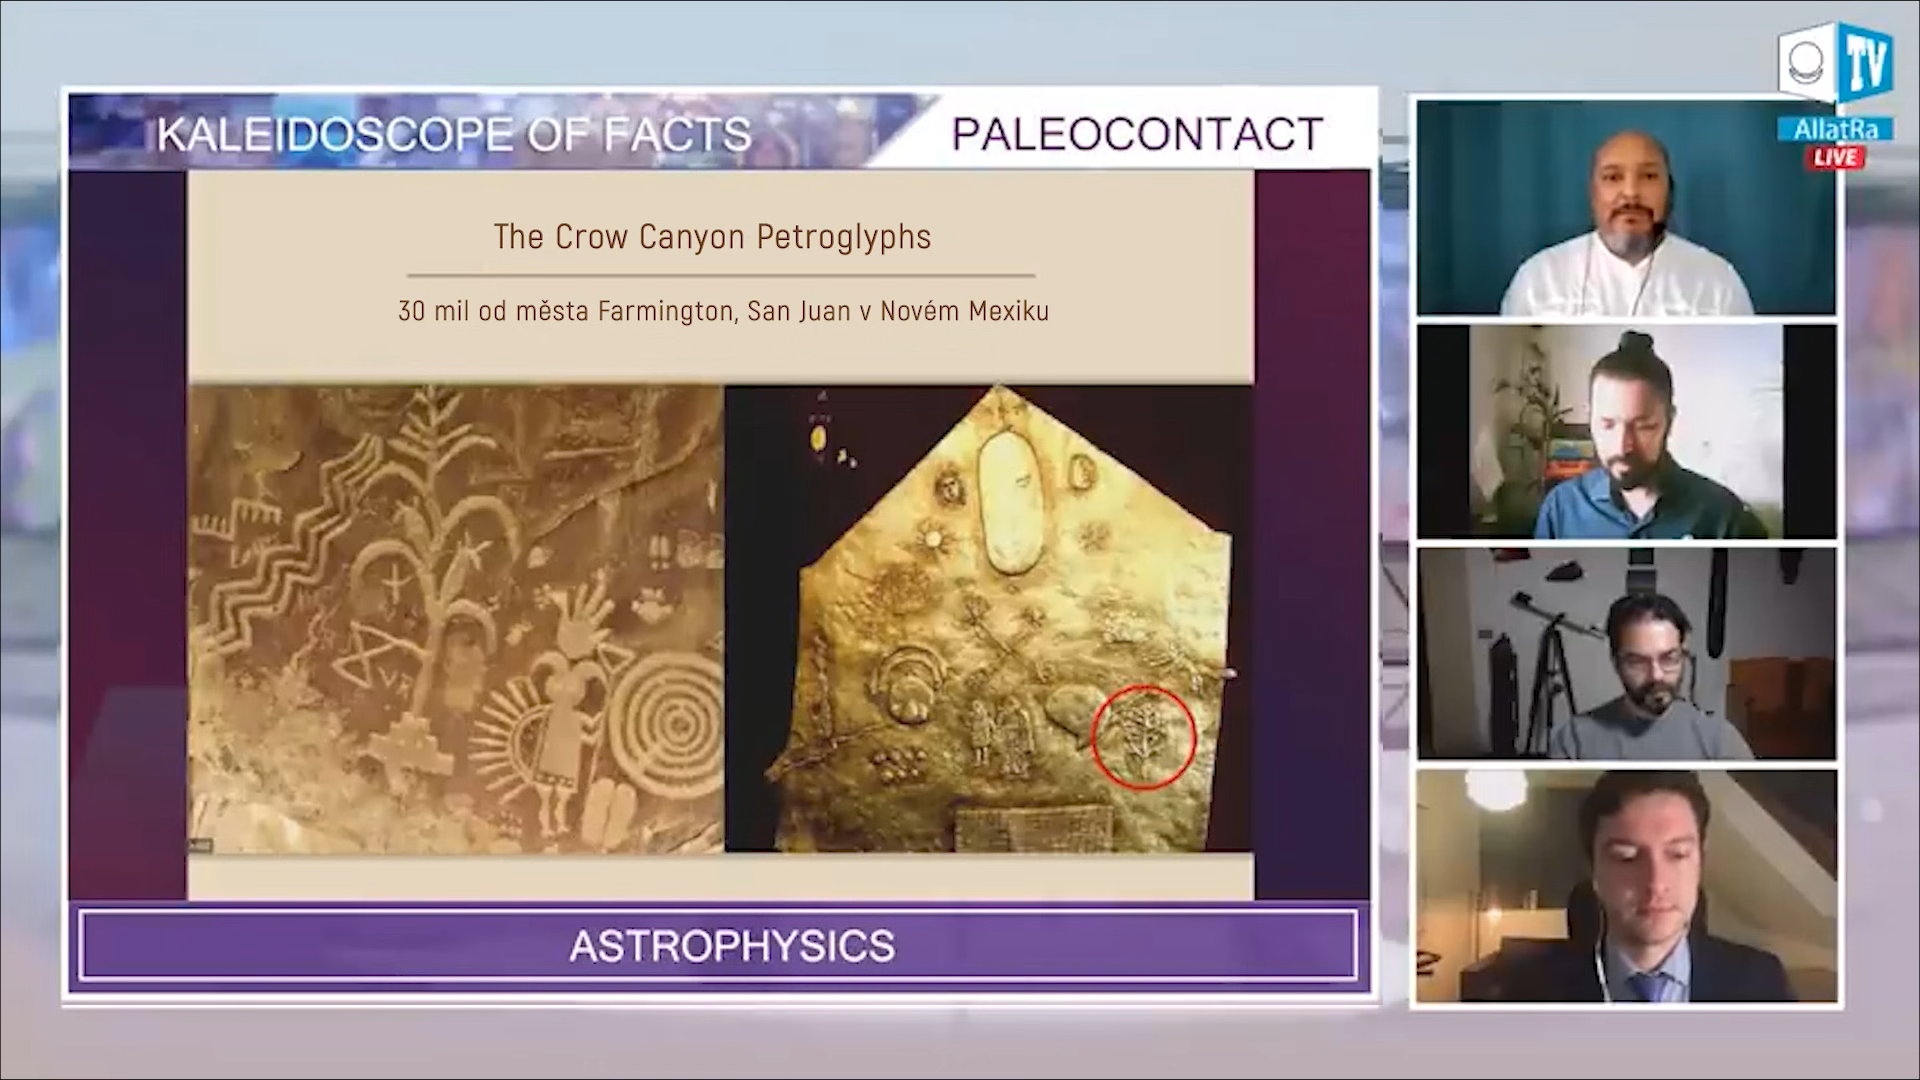 TV
AllatRa
LIVE
KALEIDOSCOPE OF FACTS
PALEOCONTACT
The Crow Canyon Petroglyphs
30 mil od města Farmington, San Juan v Novém Mexiku
ASTROPHYSICS